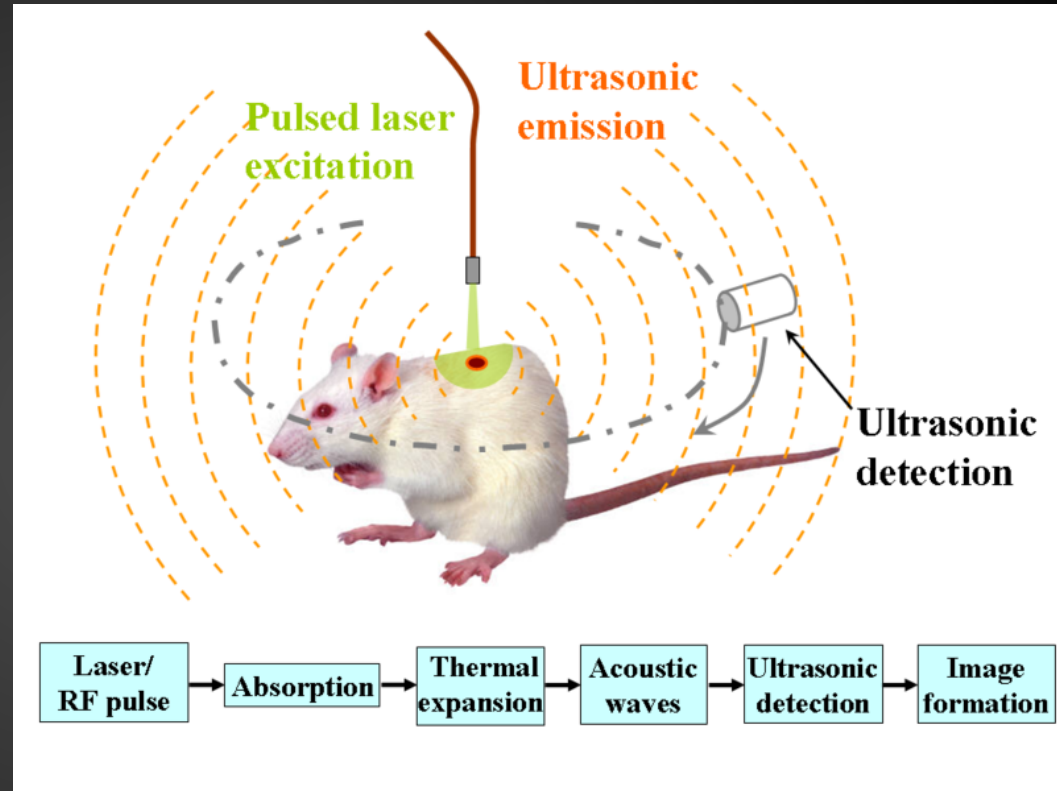 Pulsed laser
excitation
Ultrasonic
emission
Ultrasonic
detection
Laser/
RF pulse
Absorption
Thermal
expansion
Acoustic
waves
Ultrasonic
detection
Image
formation